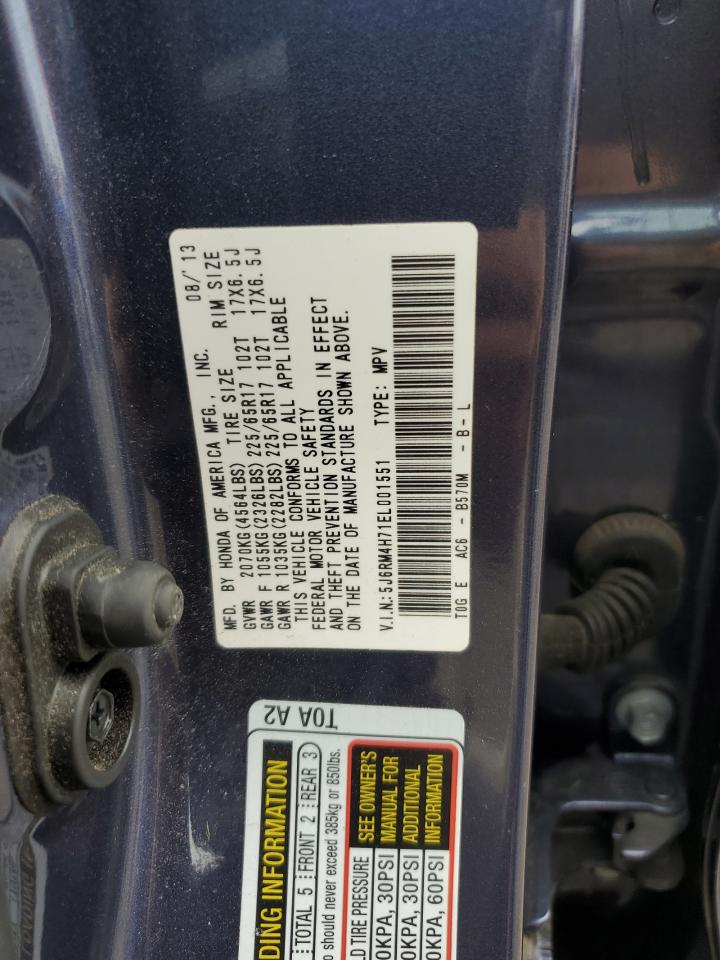 08/'13
MFD. BY HONDA OF AMERICA MFG., INC.
TIRE SIZE RIM SIZE
GVWR 2070KG(4564LBS)
GAWR F 1055KG(2326LBS) 225/65R17 102T 17X6.5J
GAWR R 1035KG(2282LBS) 225/65R17 102T 17X6.5J
THIS VEHICLE CONFORMS TO ALL APPLICABLE
FEDERAL MOTOR VEHICLE SAFETY
AND THEFT PREVENTION STANDARDS IN EFFECT
ON THE DATE OF MANUFACTURE SHOWN ABOVE.
V.I.N.:5J6RM4H71EL001551 TYPE: MPV
T0G E AC6 - B570M - B - L
T0A A2
DING INFORMATION
TOTAL 5 FRONT 2 REAR 3
should never exceed 385kg or 850lbs.
TIRE PRESSURE SEE OWNER'S
0KPA, 30PSI MANUAL FOR
0KPA, 30PSI ADDITIONAL
0KPA, 60PSI INFORMATION